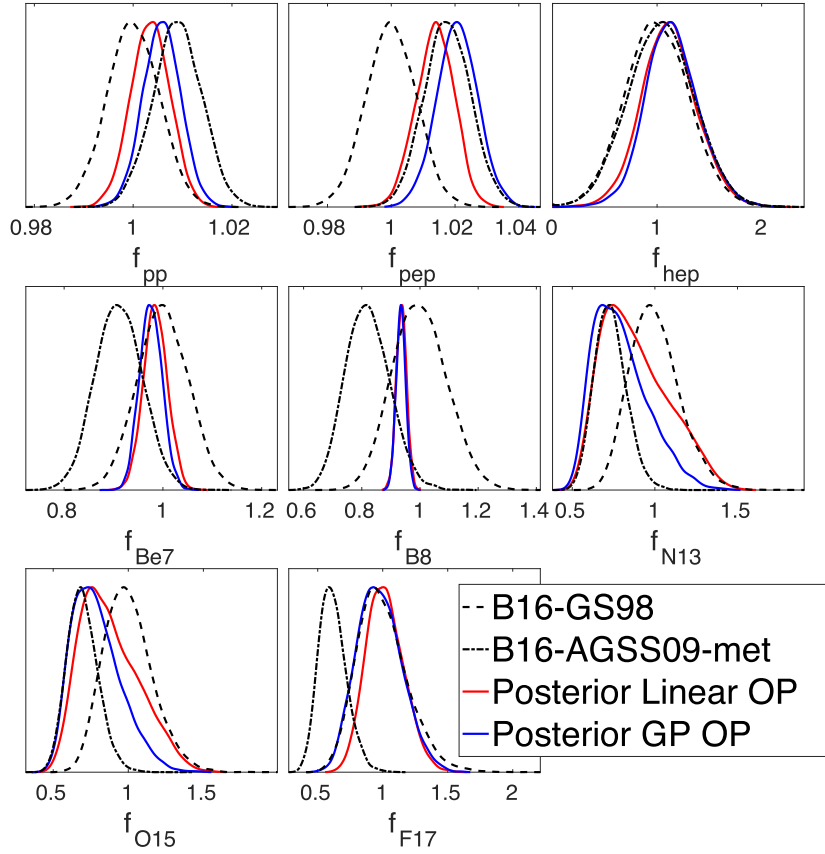 0.98 1 1.02 0.98 1 1.02 1.04 0 1 2
f_pp f_pep f_hep
0.8 1 1.2 0.6 0.8 1 1.2 1.4 0.5 1 1.5
f_Be7 f_B8 f_N13
B16-GS98
B16-AGSS09-met
Posterior Linear OP
Posterior GP OP
0.5 1 1.5 0.5 1 1.5 2
f_O15 f_F17